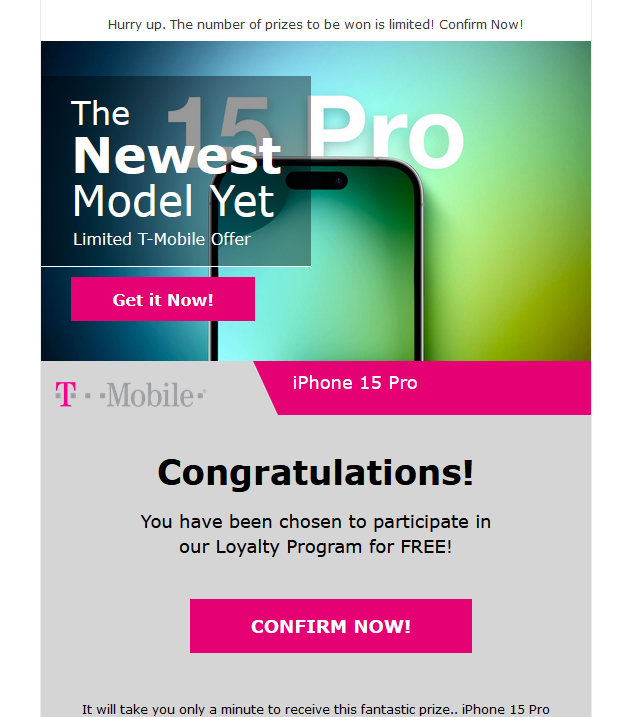 Hurry up. The number of prizes to be won is limited! Confirm Now!
15 Pro
The
Newest
Model Yet
Limited T-Mobile Offer
Get it Now!
T··Mobile·
iPhone 15 Pro
Congratulations!
You have been chosen to participate in
our Loyalty Program for FREE!
CONFIRM NOW!
It will take you only a minute to receive this fantastic prize.. iPhone 15 Pro